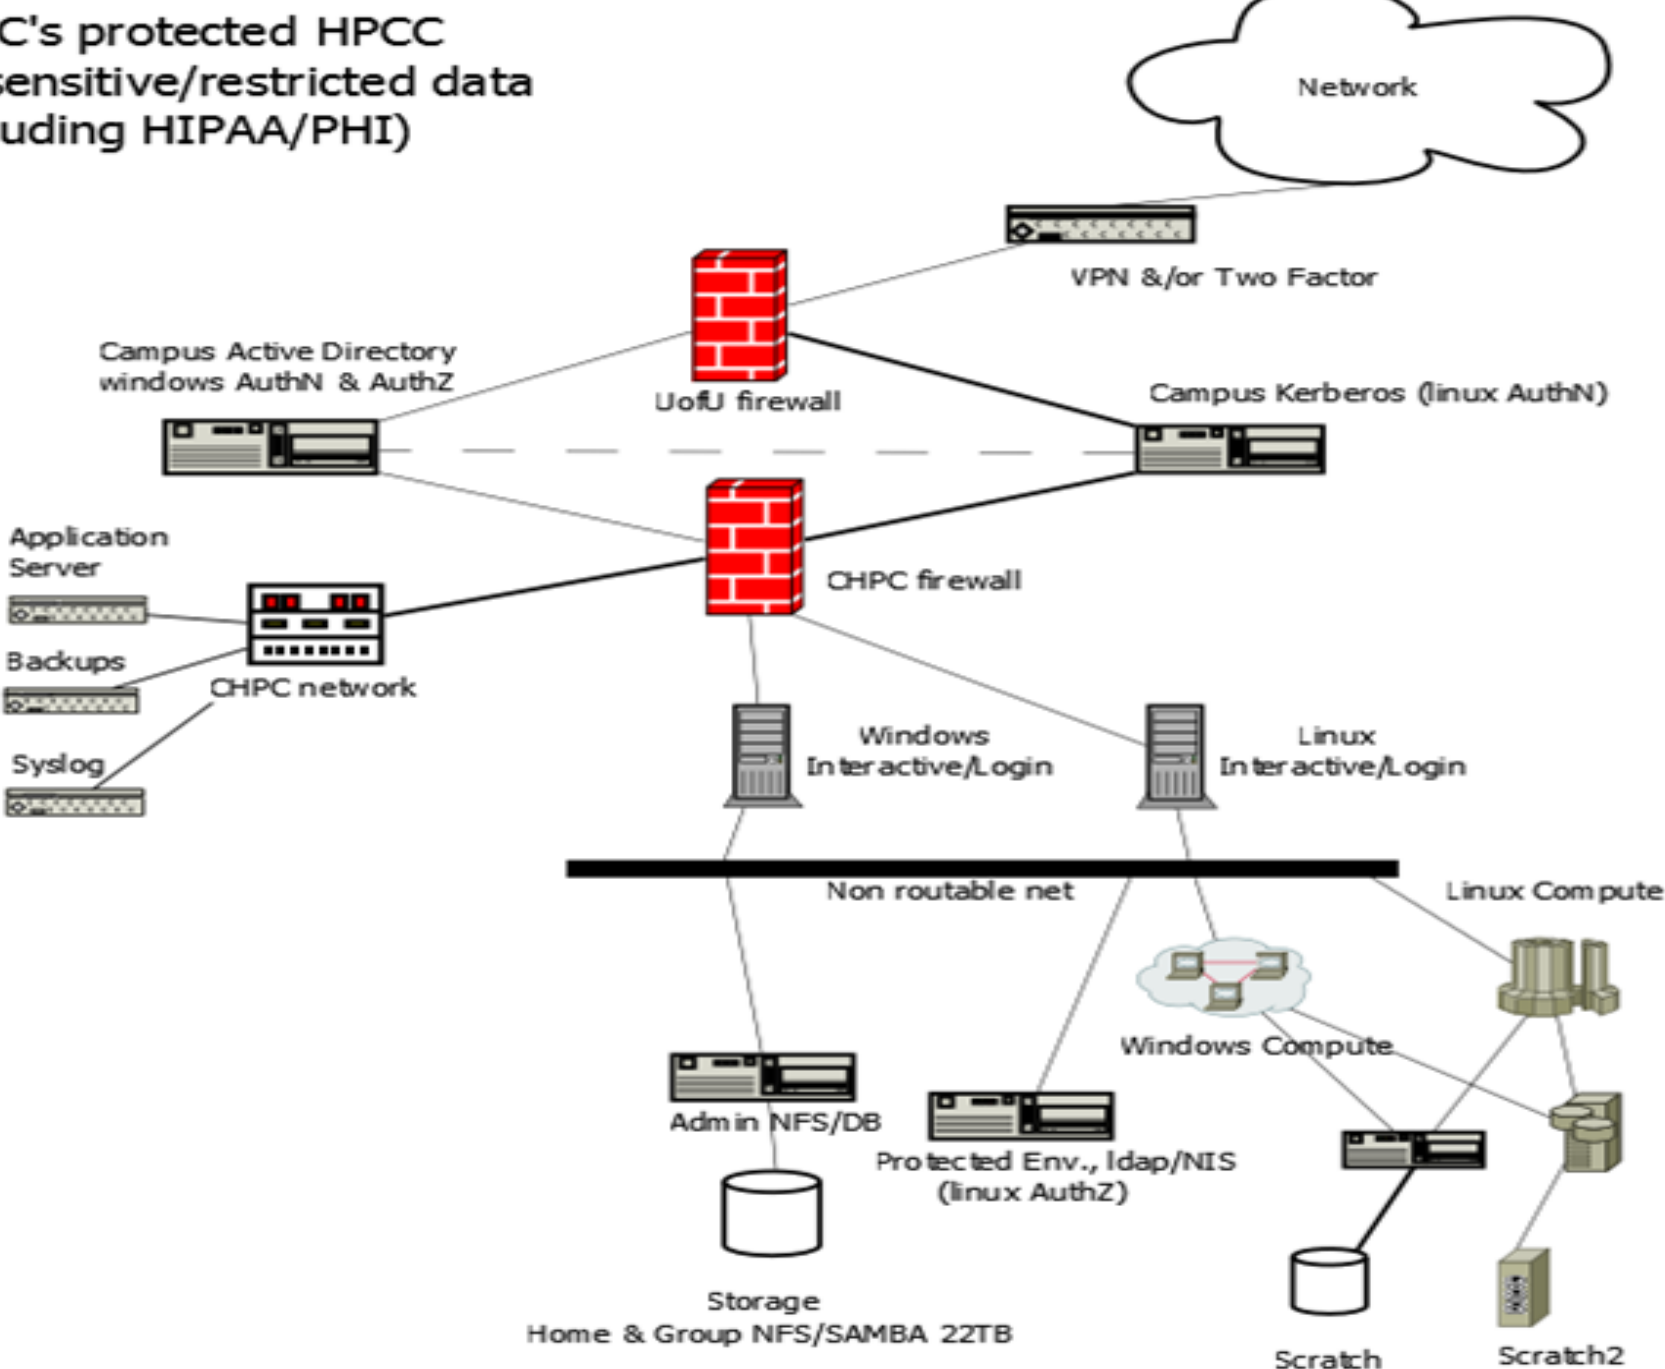 C's protected HPCC
sensitive/restricted data
uding HIPAA/PHI)
Network
VPN &/or Two Factor
Campus Active Directory
windows AuthN & AuthZ
UofU firewall
Campus Kerberos (linux AuthN)
Application
Server
CHPC firewall
Backups
CHPC network
Syslog
Windows
Interactive/Login
Linux
Interactive/Login
Non routable net
Linux Compute
Windows Compute
Admin NFS/DB
Protected Env., ldap/NIS
(linux AuthZ)
Storage
Home & Group NFS/SAMBA 22TB
Scratch
Scratch2